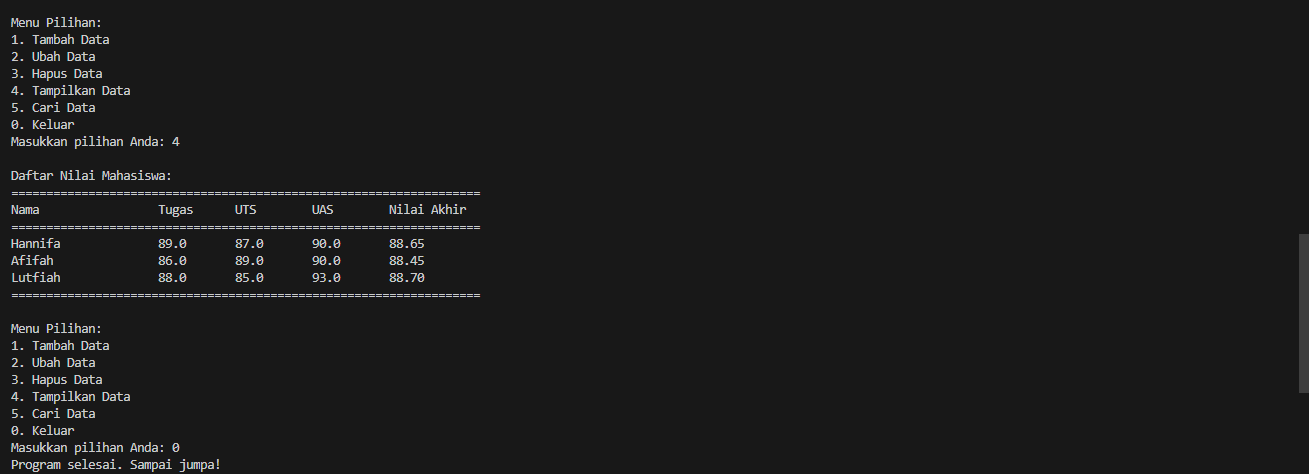 Menu Pilihan:
1. Tambah Data
2. Ubah Data
3. Hapus Data
4. Tampilkan Data
5. Cari Data
0. Keluar
Masukkan pilihan Anda: 4
Daftar Nilai Mahasiswa:
===================================================================
Nama                 Tugas      UTS        UAS        Nilai Akhir
===================================================================
Hannifa              89.0       87.0       90.0       88.65
Afifah               86.0       89.0       90.0       88.45
Lutfiah              88.0       85.0       93.0       88.70
===================================================================
Menu Pilihan:
1. Tambah Data
2. Ubah Data
3. Hapus Data
4. Tampilkan Data
5. Cari Data
0. Keluar
Masukkan pilihan Anda: 0
Program selesai. Sampai jumpa!